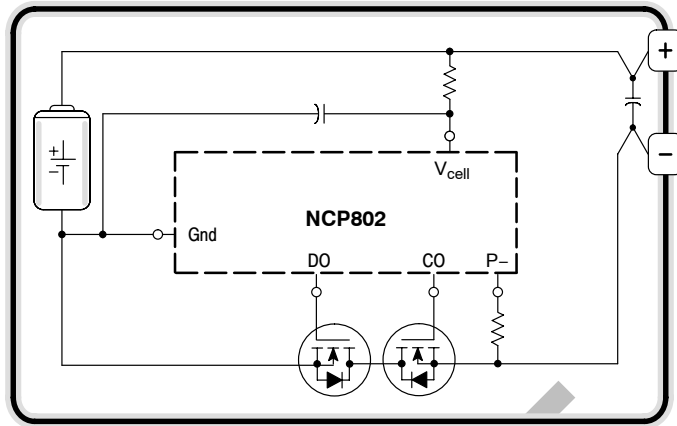 +
+
−
Vcell
−
NCP802
Gnd
DO CO P−